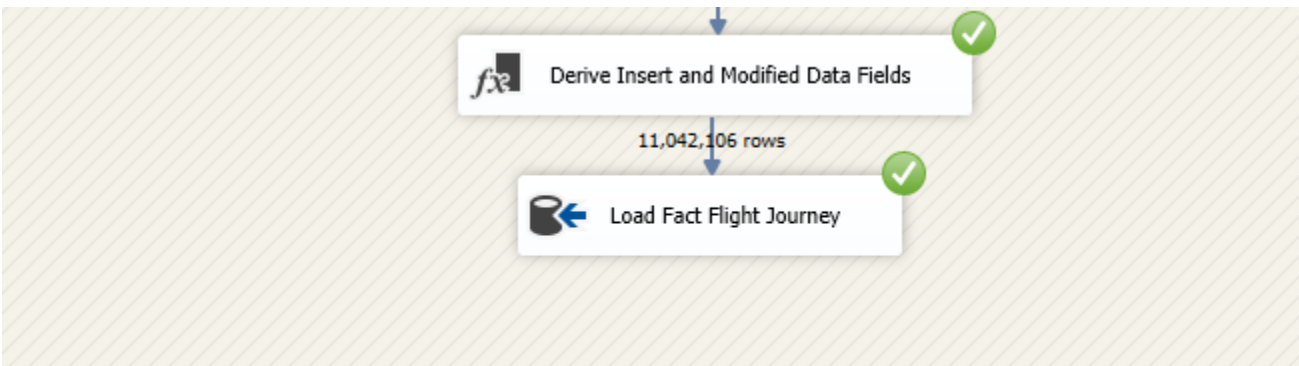 Derive Insert and Modified Data Fields
11,042,106 rows
Load Fact Flight Journey